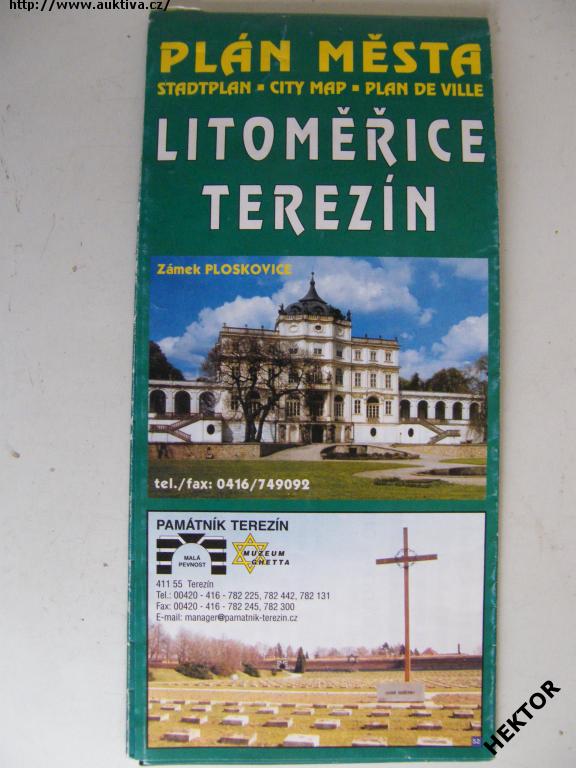 http://www.auktiva.cz/
PLÁN MĚSTA
STADTPLAN ▪ CITY MAP ▪ PLAN DE VILLE
LITOMĚŘICE
TEREZÍN
Zámek PLOSKOVICE
tel./fax: 0416/749092
PAMÁTNÍK TEREZÍN
MALÁ
PEVNOST
MUZEUM
GHETTA
411 55 Terezín
Tel.: 00420 - 416 - 782 225, 782 442, 782 131
Fax: 00420 - 416 - 782 245, 782 300
E-mail: manager@pamatnik-terezin.cz
HEKTOR